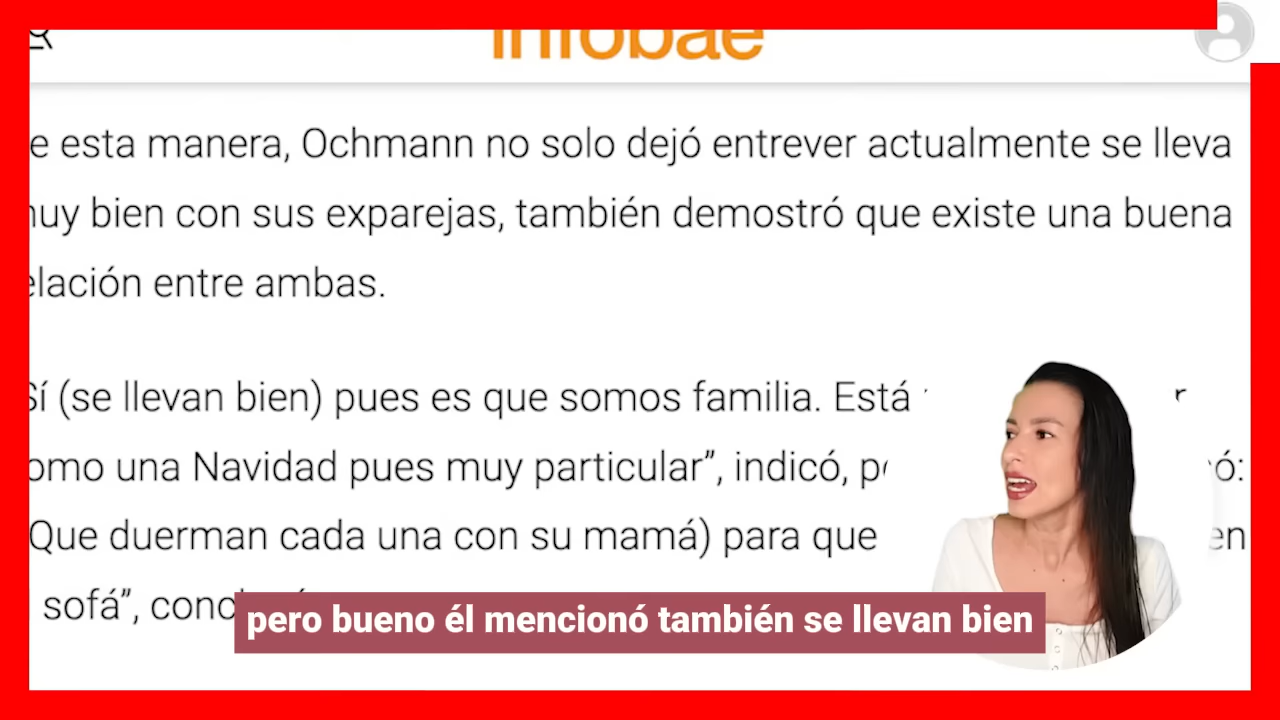 infobae
e esta manera, Ochmann no solo dejó entrever actualmente se lleva
uy bien con sus exparejas, también demostró que existe una buena
elación entre ambas.
Sí (se llevan bien) pues es que somos familia. Está
omo una Navidad pues muy particular”, indicó,
Que duerman cada una con su mamá) para que
sofá”,
pero bueno él mencionó también se llevan bien